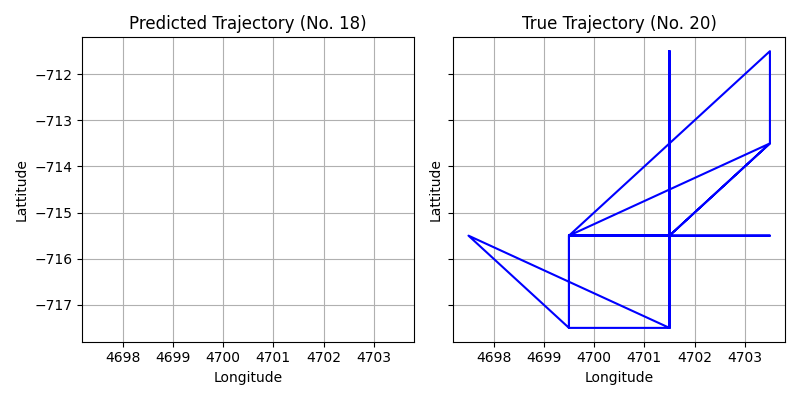 Predicted Trajectory (No. 18)
True Trajectory (No. 20)
−712
−713
−714
−715
−716
−717
Lattitude
Lattitude
4698 4699 4700 4701 4702 4703
4698 4699 4700 4701 4702 4703
Longitude
Longitude